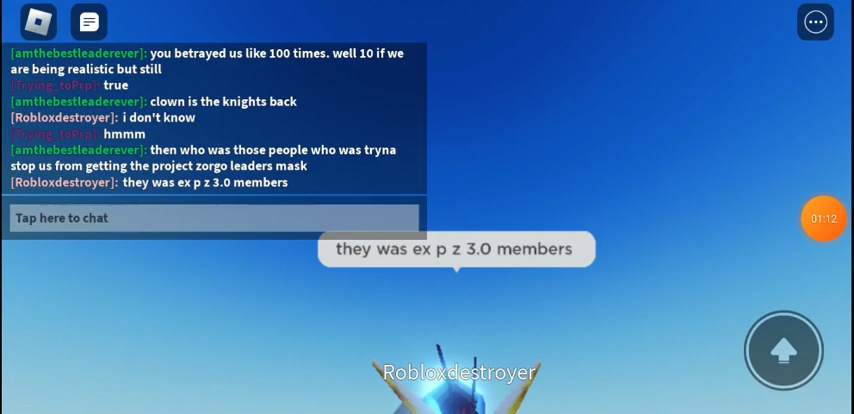 [amthebestleaderever]: you betrayed us like 100 times. well 10 if we
are being realistic but still
[Trying_toPrp]: true
[amthebestleaderever]: clown is the knights back
[Robloxdestroyer]: i don't know
[Trying_toPrp]: hmmm
[amthebestleaderever]: then who was those people who was tryna
stop us from getting the project zorgo leaders mask
[Robloxdestroyer]: they was ex p z 3.0 members
Tap here to chat
01:12
they was ex p z 3.0 members
Robloxdestroyer